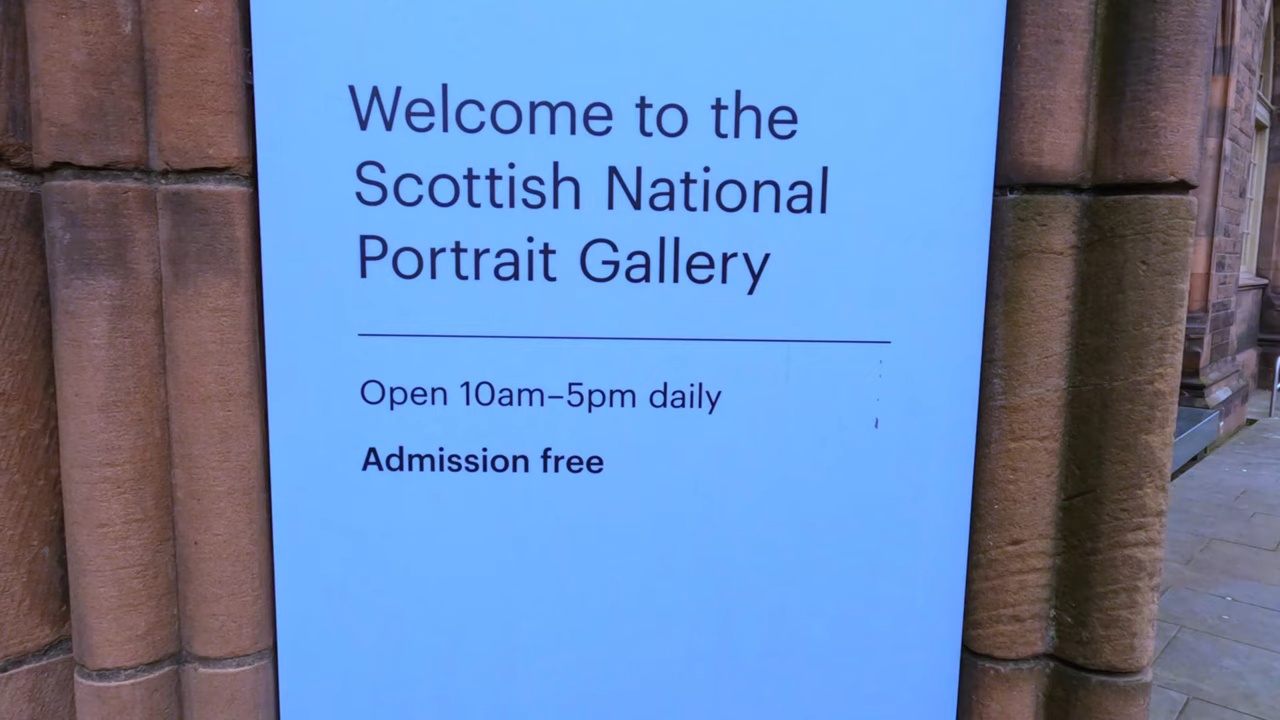 Welcome to the
Scottish National
Portrait Gallery
Open 10am–5pm daily
Admission free